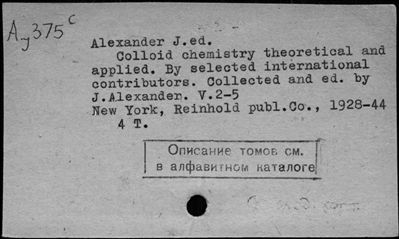 Ay375c
Alexander J.ed.
Colloid chemistry theoretical and
applied. By selected international
contributors. Collected and ed. by
J.Alexander. V.2-5
New York, Reinhold publ.Co., 1928-44
4 T.
Описание томов см.
в алфавитном каталоге